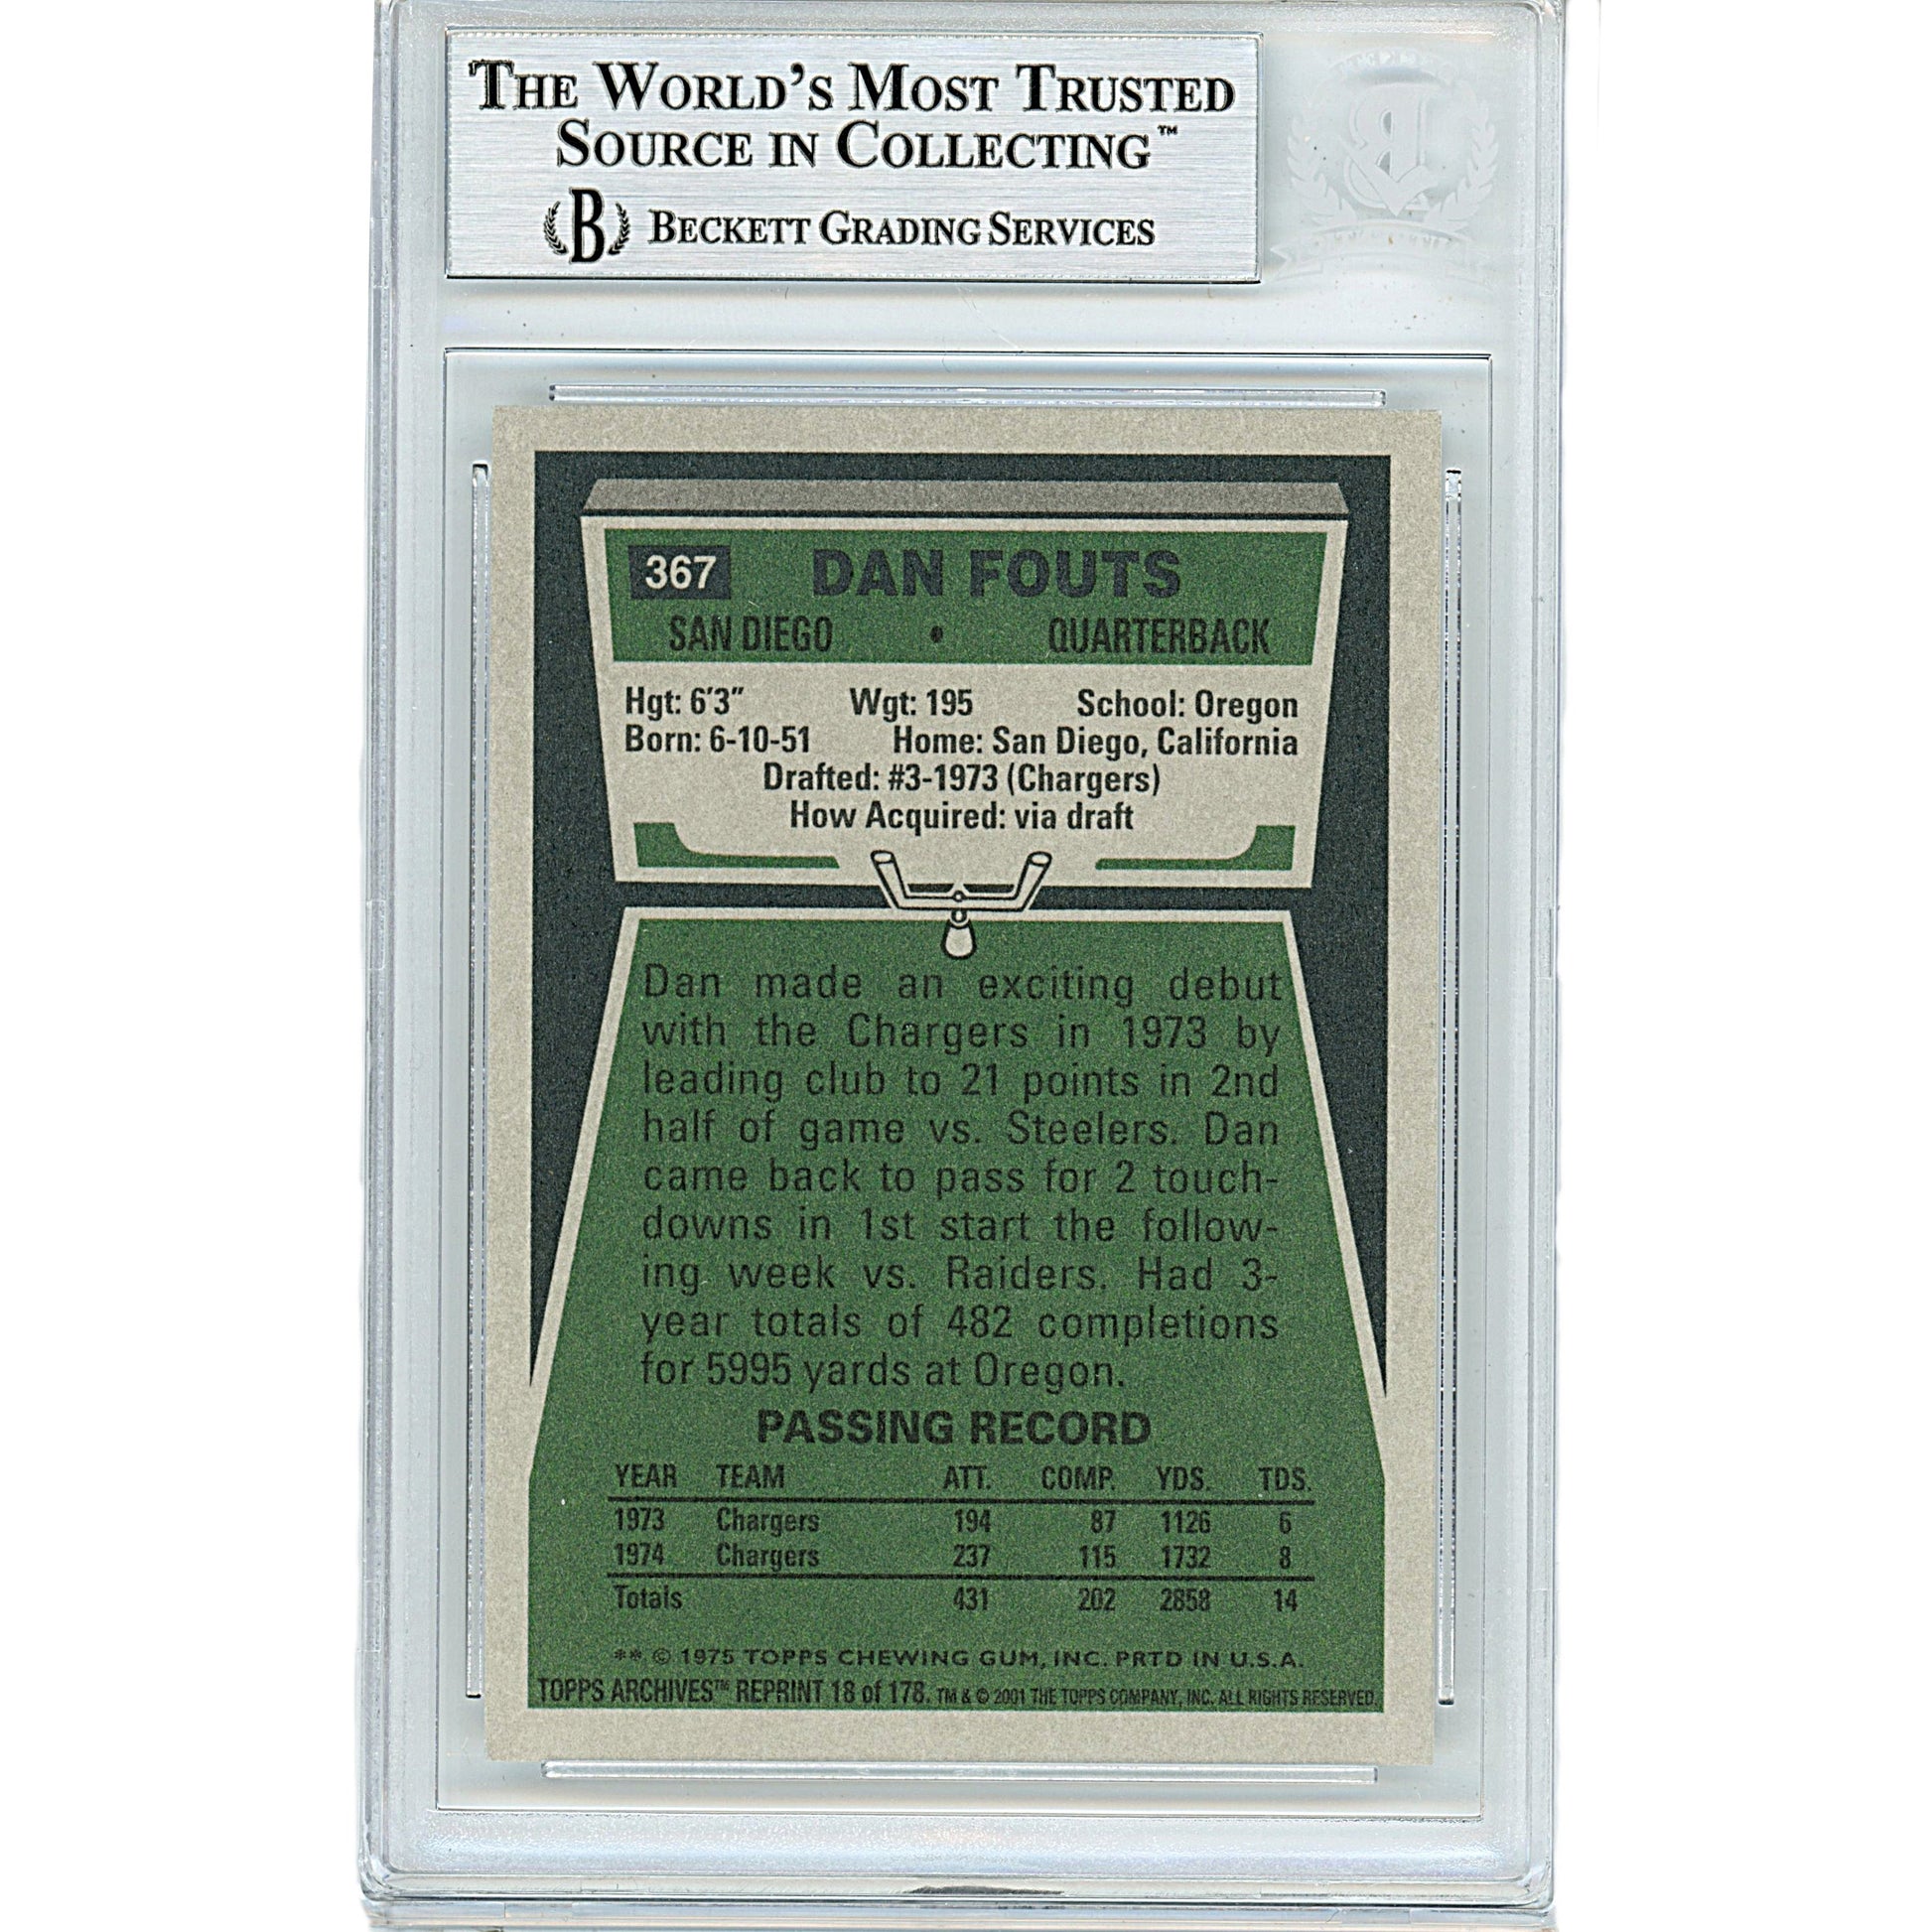 THE WORLD'S MOST TRUSTED
SOURCE IN COLLECTING™
B BECKETT GRADING SERVICES
367 DAN FOUTS
SAN DIEGO • QUARTERBACK
Hgt: 6'3" Wgt: 195 School: Oregon
Born: 6-10-51 Home: San Diego, California
Drafted: #3-1973 (Chargers)
How Acquired: via draft
Dan made an exciting debut
with the Chargers in 1973 by
leading club to 21 points in 2nd
half of game vs. Steelers. Dan
came back to pass for 2 touch-
downs in 1st start the follow-
ing week vs. Raiders. Had 3-
year totals of 482 completions
for 5995 yards at Oregon.
PASSING RECORD
YEAR TEAM ATT. COMP. YDS. TDS.
1973 Chargers 194 87 1126 6
1974 Chargers 237 115 1732 8
Totals 431 202 2858 14
** © 1975 TOPPS CHEWING GUM, INC. PRTD IN U.S.A.
TOPPS ARCHIVES™ REPRINT 18 of 178. TM & © 2001 THE TOPPS COMPANY, INC. ALL RIGHTS RESERVED.